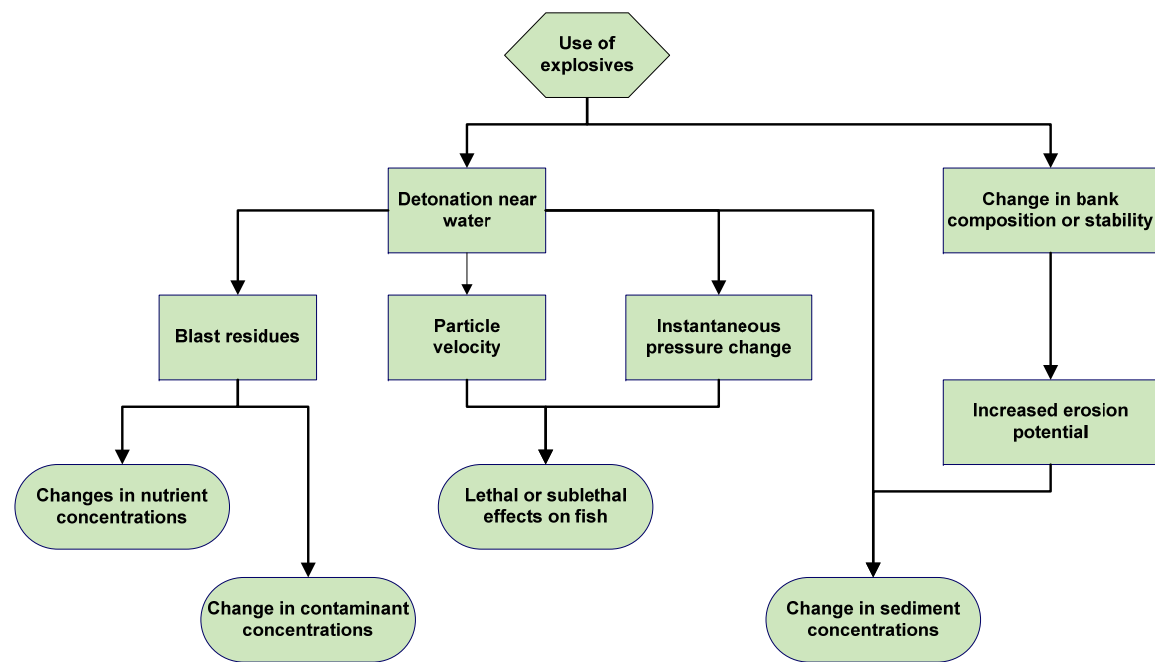 Use of
explosives
Detonation near
water
Change in bank
composition or stability
Blast residues
Particle
velocity
Instantaneous
pressure change
Increased erosion
potential
Changes in nutrient
concentrations
Lethal or sublethal
effects on fish
Change in contaminant
concentrations
Change in sediment
concentrations